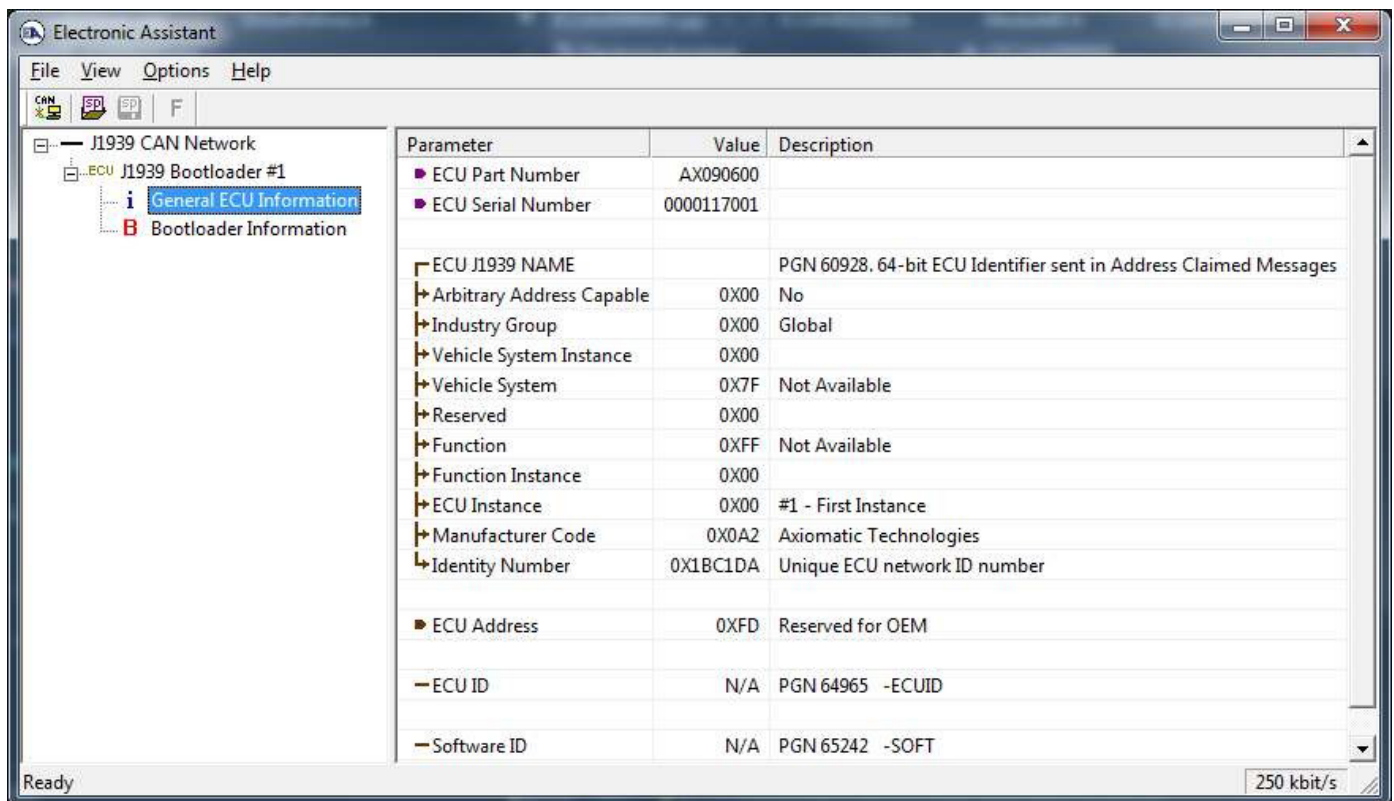 Electronic Assistant
File View Options Help
CAN SP SP F
J1939 CAN Network
ECU J1939 Bootloader #1
i General ECU Information
B Bootloader Information
Parameter Value Description
ECU Part Number AX090600
ECU Serial Number 0000117001
ECU J1939 NAME PGN 60928. 64-bit ECU Identifier sent in Address Claimed Messages
Arbitrary Address Capable 0X00 No
Industry Group 0X00 Global
Vehicle System Instance 0X00
Vehicle System 0X7F Not Available
Reserved 0X00
Function 0XFF Not Available
Function Instance 0X00
ECU Instance 0X00 #1 - First Instance
Manufacturer Code 0X0A2 Axiomatic Technologies
Identity Number 0X1BC1DA Unique ECU network ID number
ECU Address 0XFD Reserved for OEM
ECU ID N/A PGN 64965 -ECUID
Software ID N/A PGN 65242 -SOFT
Ready 250 kbit/s